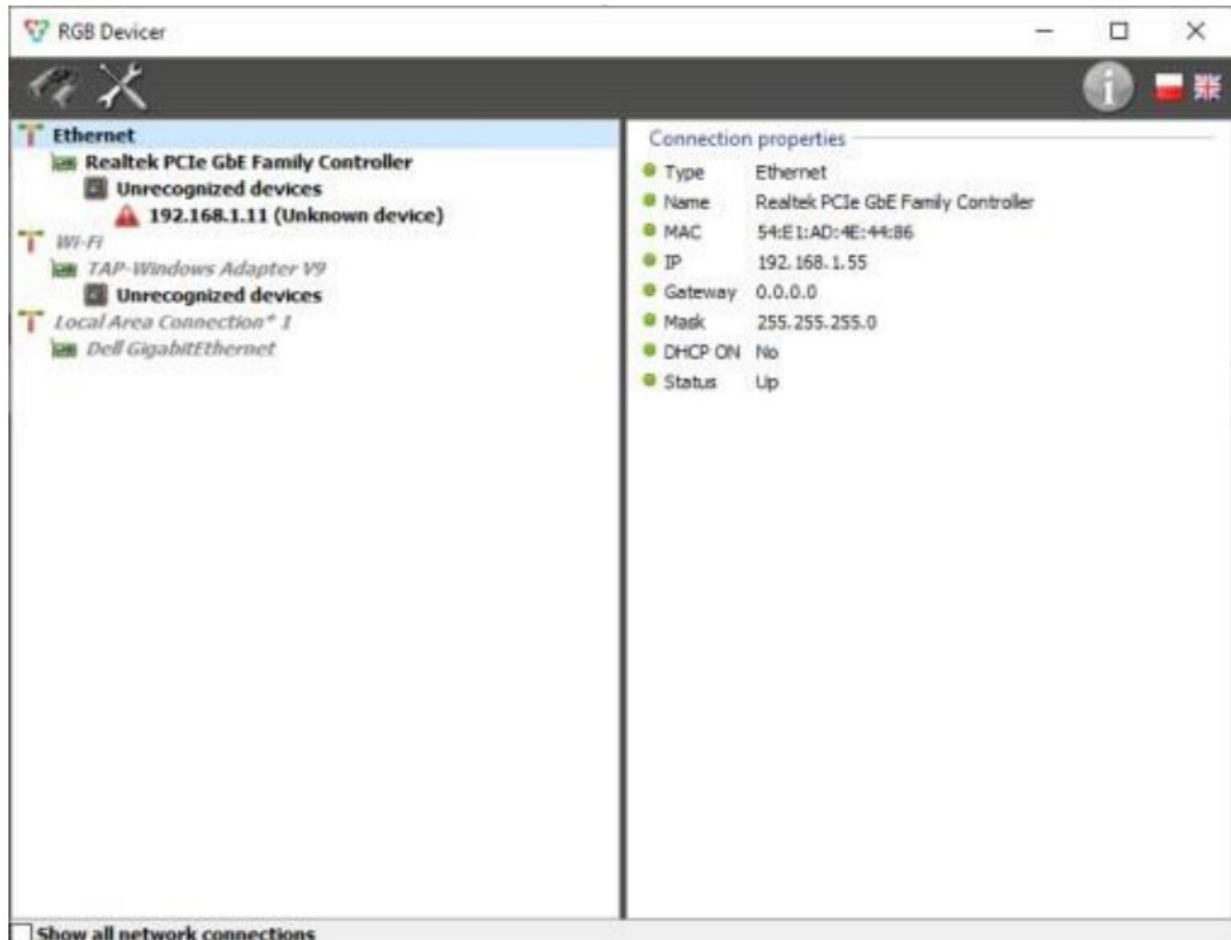 RGB Devicer
Ethernet
Realtek PCIe GbE Family Controller
Unrecognized devices
192.168.1.11 (Unknown device)
Wi-Fi
TAP-Windows Adapter V9
Unrecognized devices
Local Area Connection* 1
Dell GigabitEthernet
Connection properties
Type Ethernet
Name Realtek PCIe GbE Family Controller
MAC 54:E1:AD:4E:44:86
IP 192.168.1.55
Gateway 0.0.0.0
Mask 255.255.255.0
DHCP ON No
Status Up
Show all network connections